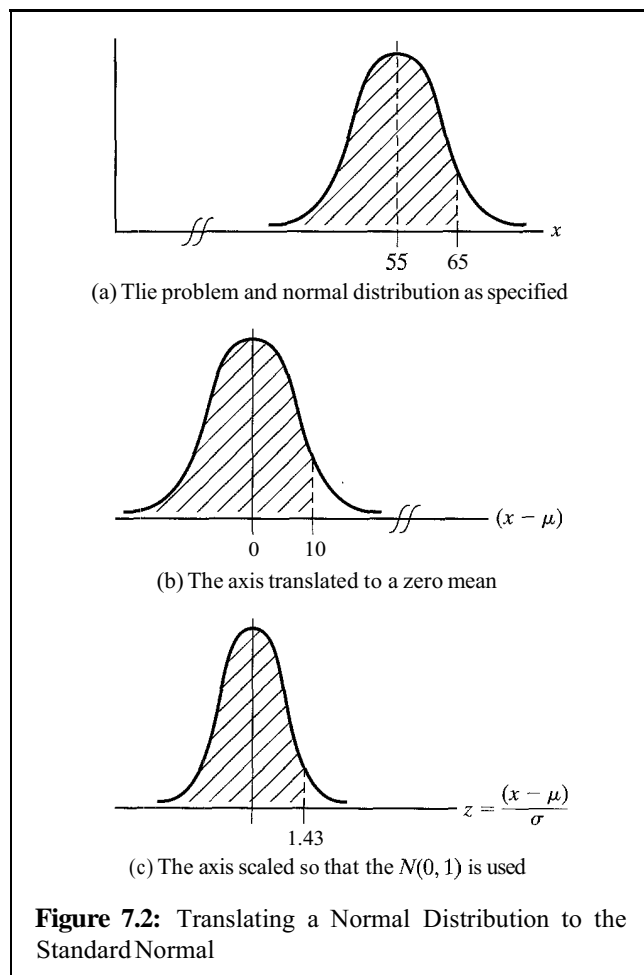 x
55 65
(a) Tlie problem and normal distribution as specified
(x − μ)
0 10
(b) The axis translated to a zero mean
z = (x − μ) / σ
1.43
(c) The axis scaled so that the N(0, 1) is used
Figure 7.2: Translating a Normal Distribution to the
Standard Normal